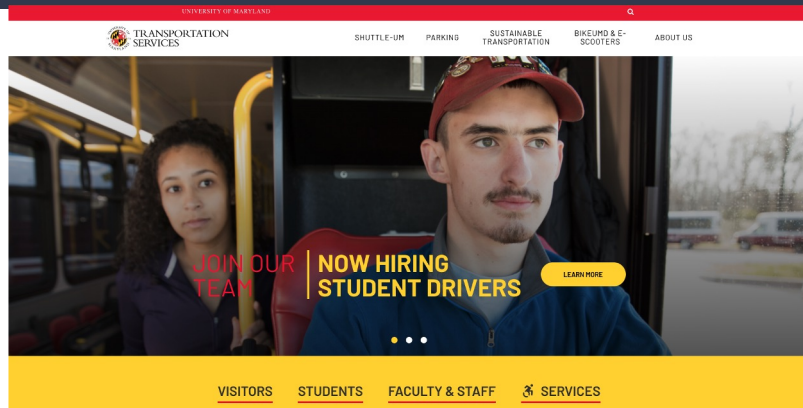 UNIVERSITY OF MARYLAND
TRANSPORTATION
SERVICES
SHUTTLE-UM
PARKING
SUSTAINABLE
TRANSPORTATION
BIKEUMD & E-
SCOOTERS
ABOUT US
JOIN OUR
TEAM
NOW HIRING
STUDENT DRIVERS
LEARN MORE
VISITORS
STUDENTS
FACULTY & STAFF
SERVICES